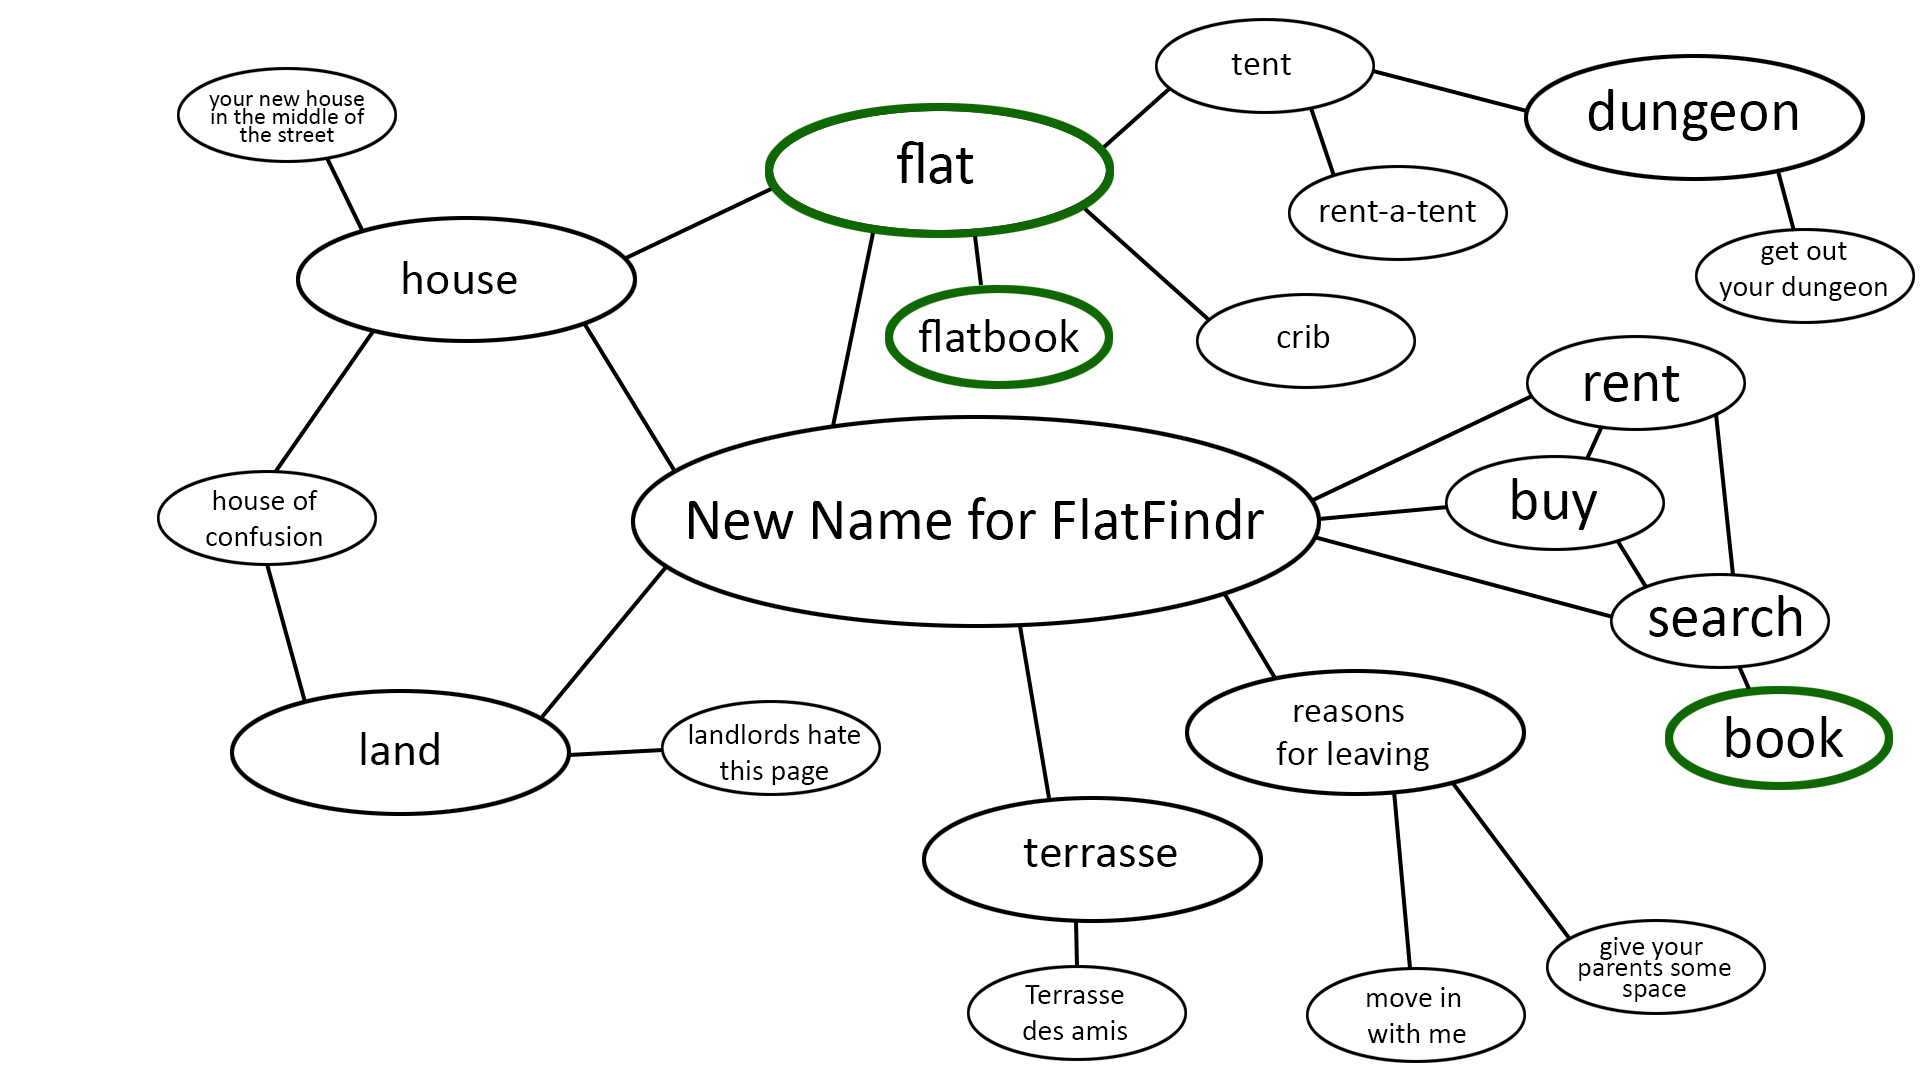 tent
dungeon
your new house
in the middle of
the street
flat
rent-a-tent
get out
your dungeon
house
flatbook
crib
rent
house of
confusion
New Name for FlatFindr
buy
search
land
landlords hate
this page
reasons
for leaving
book
terrasse
give your
parents some
space
Terrasse
des amis
move in
with me